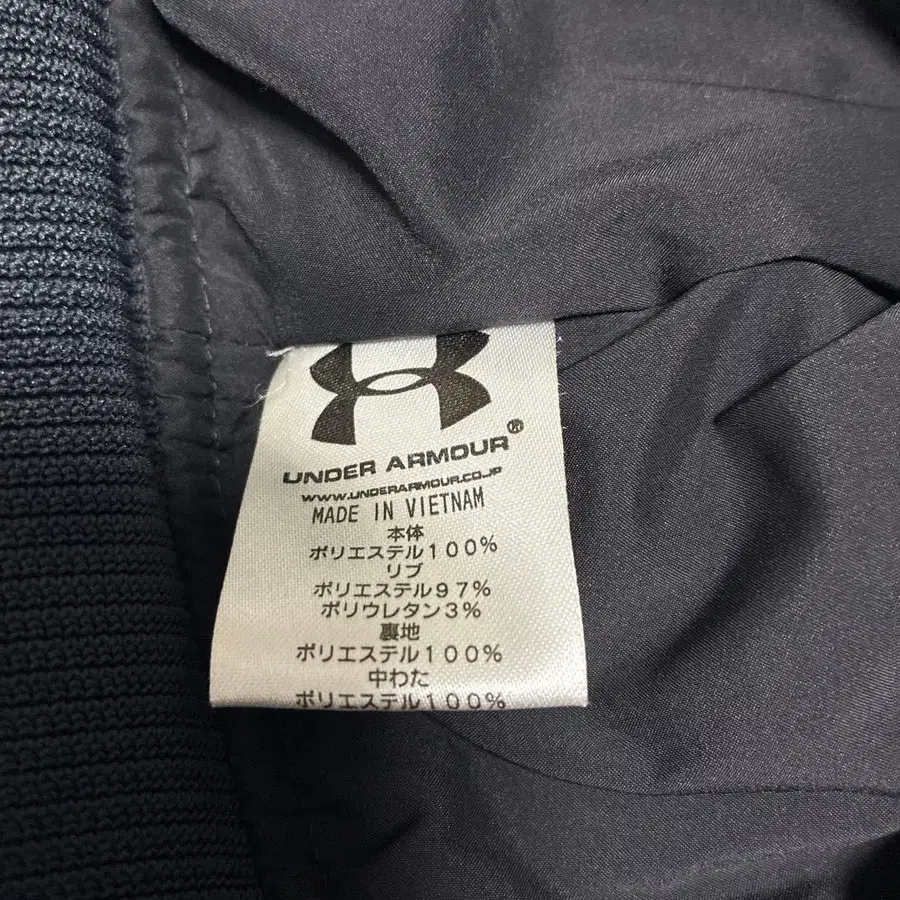 UNDER ARMOUR®
WWW.UNDERARMOUR.CO.JP
MADE IN VIETNAM
本体
ポリエステル100%
リブ
ポリエステル97%
ポリウレタン3%
裏地
ポリエステル100%
中わた
ポリエステル100%